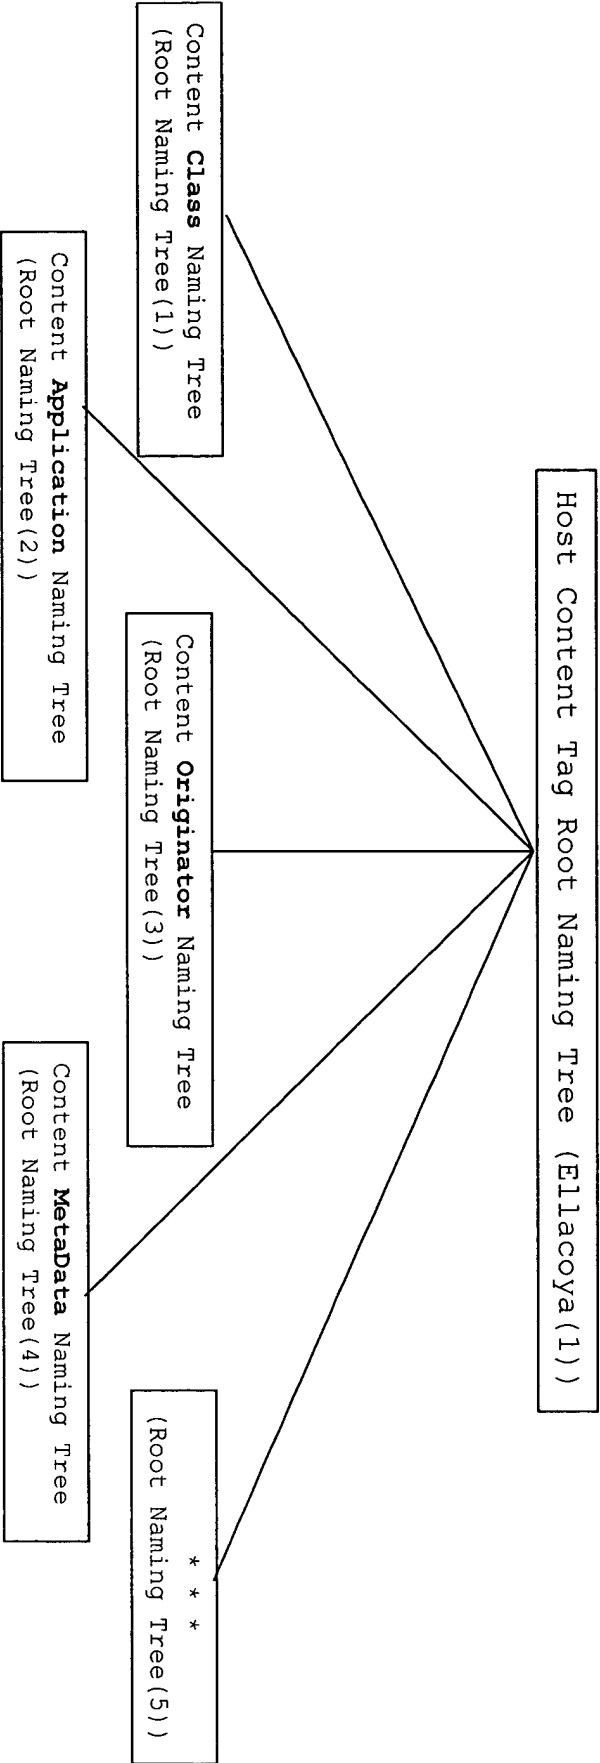 Host Content Tag Root Naming Tree (Ellacoya(1))
Content Class Naming Tree
(Root Naming Tree(1))
Content Application Naming Tree
(Root Naming Tree(2))
Content Originator Naming Tree
(Root Naming Tree(3))
Content MetaData Naming Tree
(Root Naming Tree(4))
* * *
(Root Naming Tree(5))